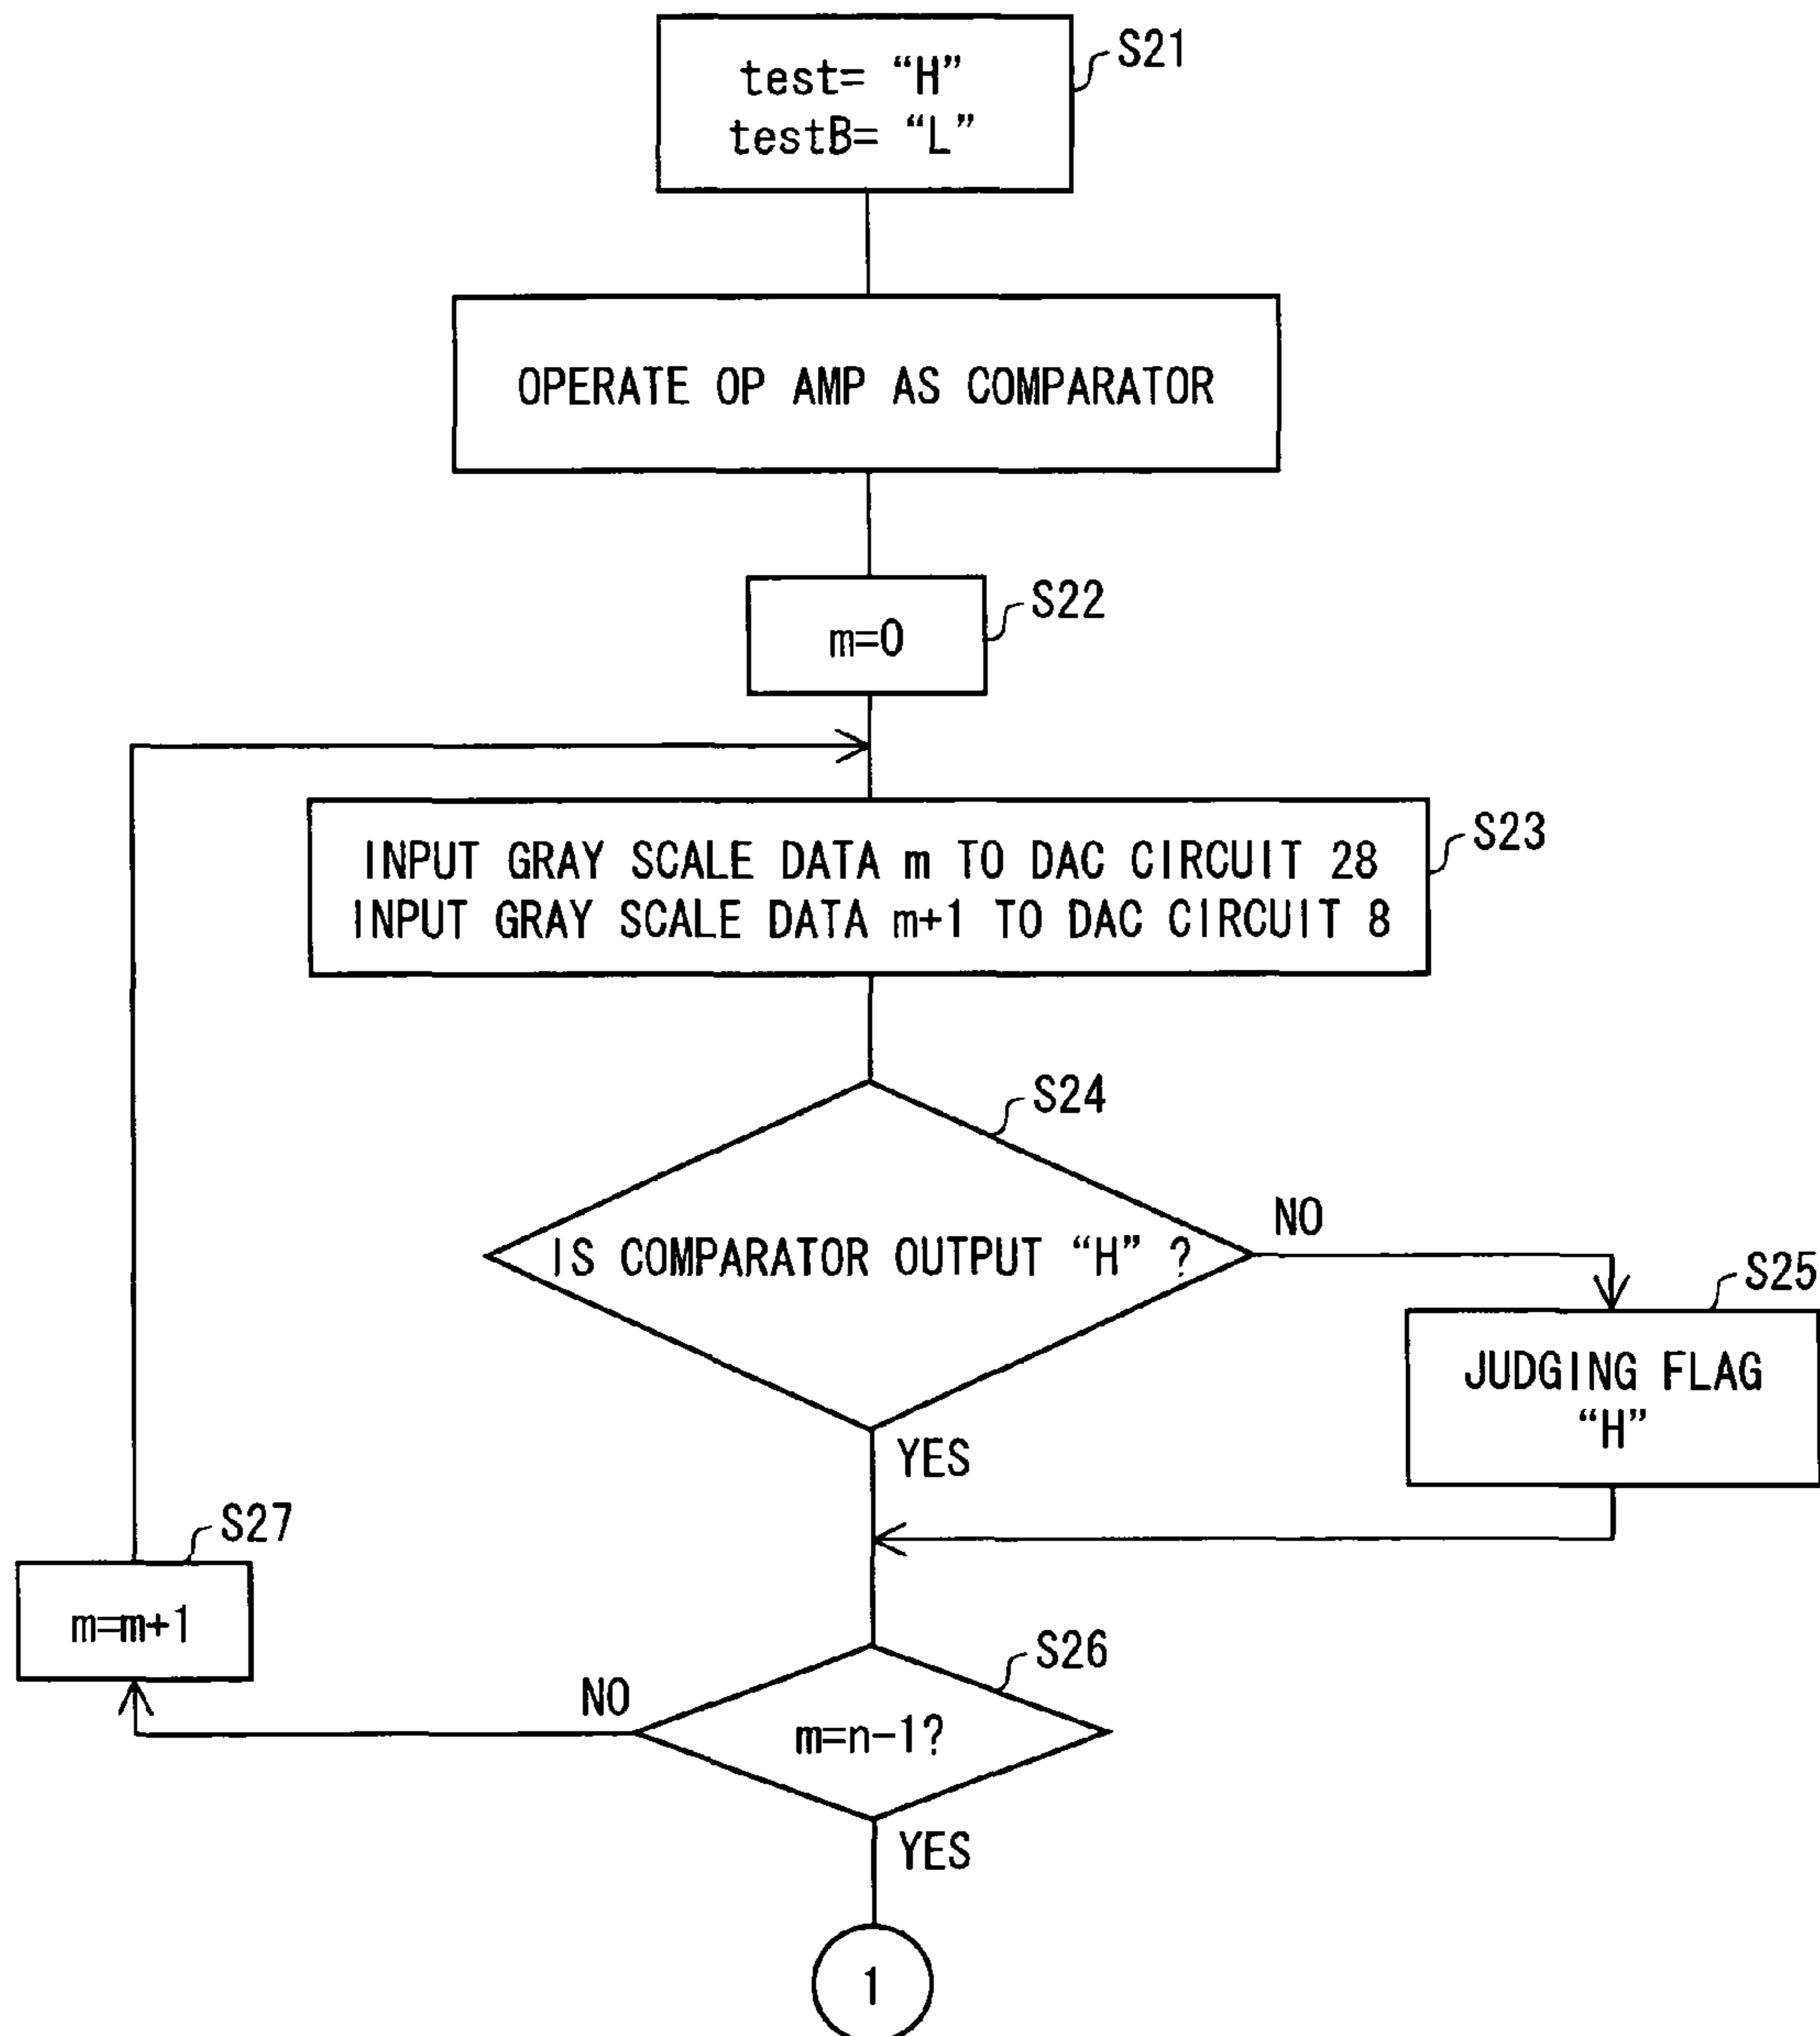 test= “H”
testB= “L”
S21
OPERATE OP AMP AS COMPARATOR
m=0
S22
INPUT GRAY SCALE DATA m TO DAC CIRCUIT 28
INPUT GRAY SCALE DATA m+1 TO DAC CIRCUIT 8
S23
S24
IS COMPARATOR OUTPUT “H” ?
NO
S25
JUDGING FLAG
“H”
YES
S27
m=m+1
S26
NO
m=n-1?
YES
1